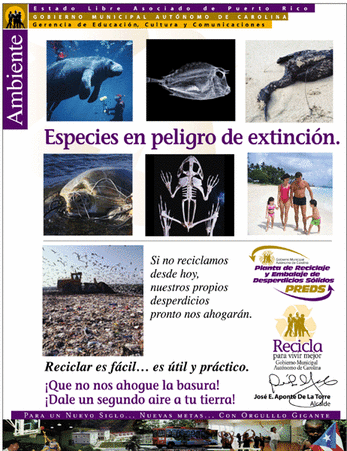 Estado Libre Asociado de Puerto Rico
GOBIERNO MUNICIPAL AUTÓNOMO DE CAROLINA
Gerencia de Educación, Cultura y Comunicaciones
Ambiente
Especies en peligro de extinción.
Si no reciclamos
desde hoy,
nuestros propios
desperdicios
pronto nos ahogarán.
Gobierno Municipal
Autónomo de Carolina
Planta de Reciclaje
y Embalaje de
Desperdicios Sólidos
PREDS
Recicla
para vivir mejor
Gobierno Municipal
Autónomo de Carolina
Reciclar es fácil... es útil y práctico.
¡Que no nos ahogue la basura!
¡Dale un segundo aire a tu tierra!
José E. Aponte De La Torre
Alcalde
Para un Nuevo Siglo... Nuevas metas... Con Orgullo Gigante